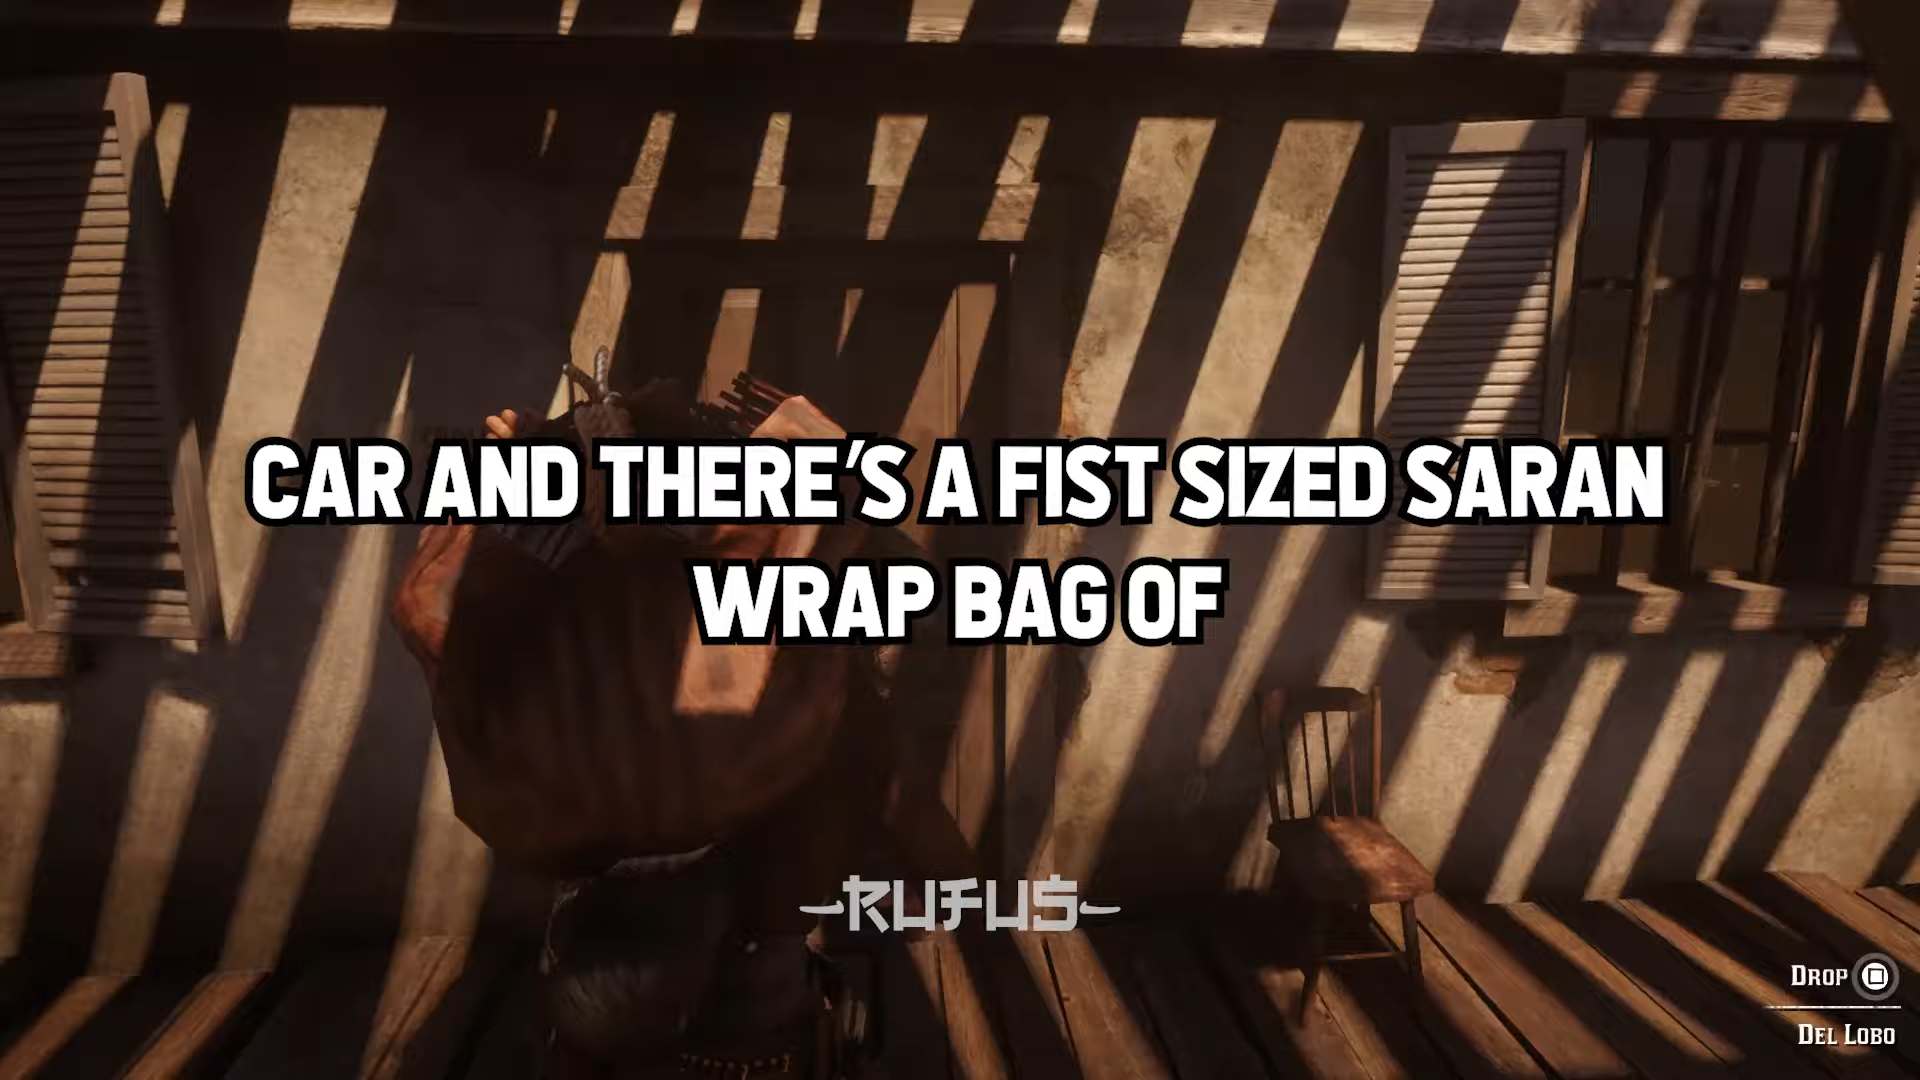 CAR AND THERE'S A FIST SIZED SARAN
WRAP BAG OF
RUFUS
DROP
DEL LOBO